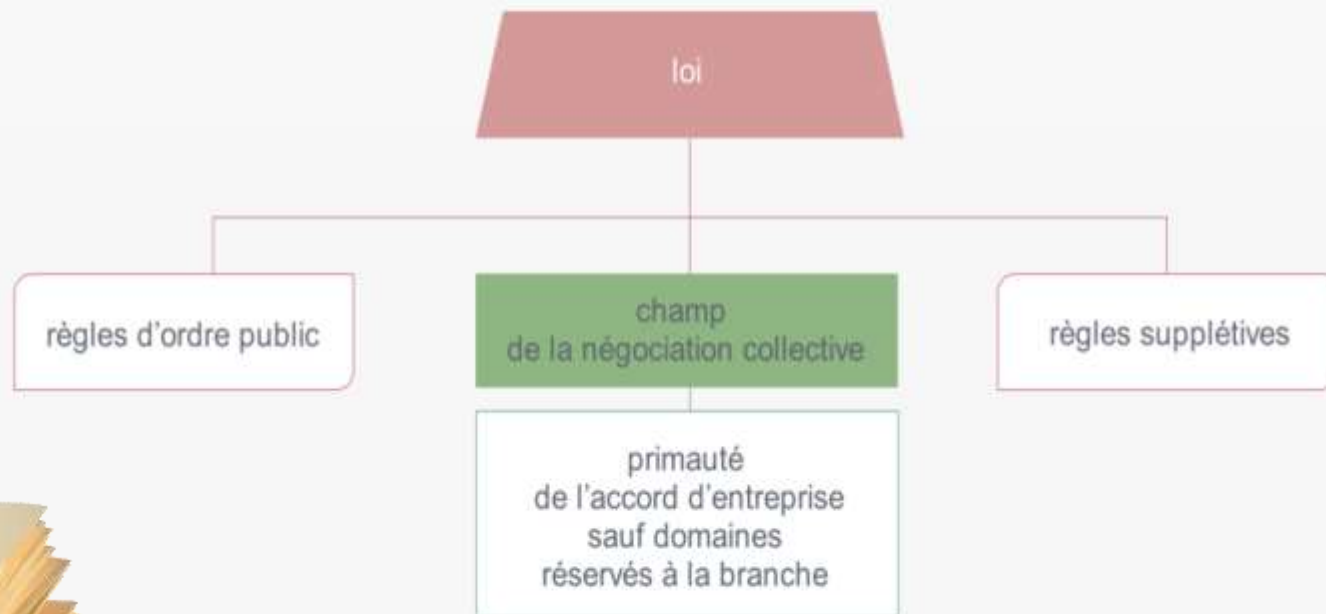 loi
règles d'ordre public
champ
de la négociation collective
règles supplétives
primauté
de l'accord d'entreprise
sauf domaines
réservés à la branche